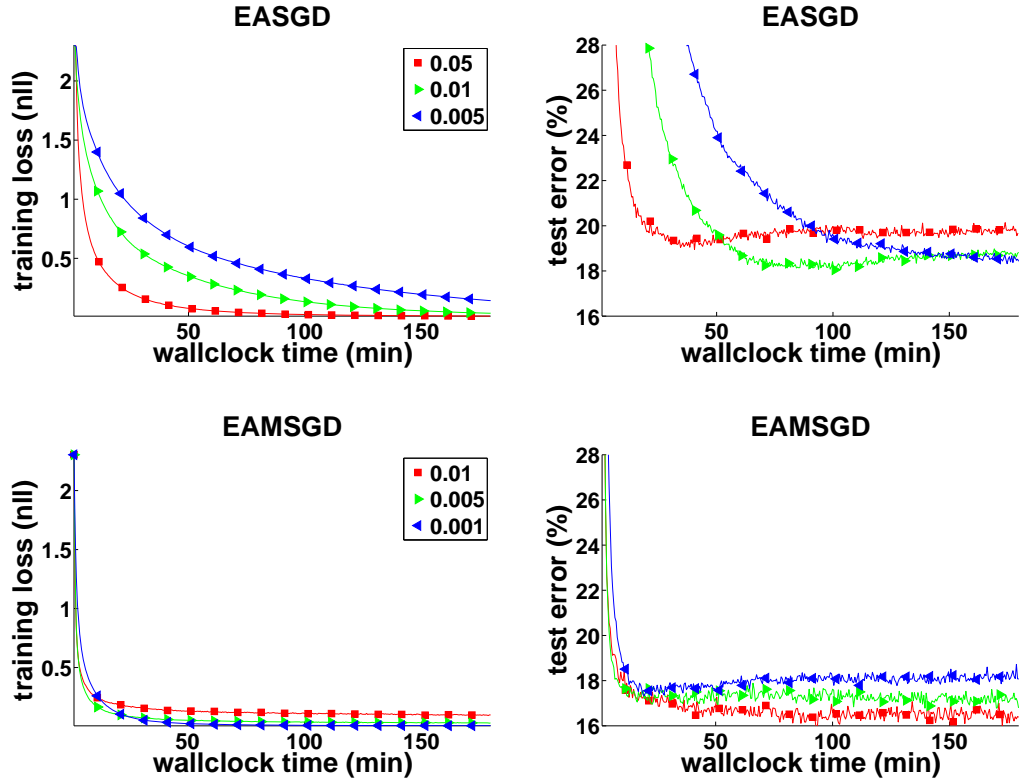 EASGD
training loss (nll)
2
1.5
1
0.5
0.05
0.01
0.005
50 100 150
wallclock time (min)
EASGD
test error (%)
28
26
24
22
20
18
16
50 100 150
wallclock time (min)
EAMSGD
training loss (nll)
2
1.5
1
0.5
0.01
0.005
0.001
50 100 150
wallclock time (min)
EAMSGD
test error (%)
28
26
24
22
20
18
16
50 100 150
wallclock time (min)